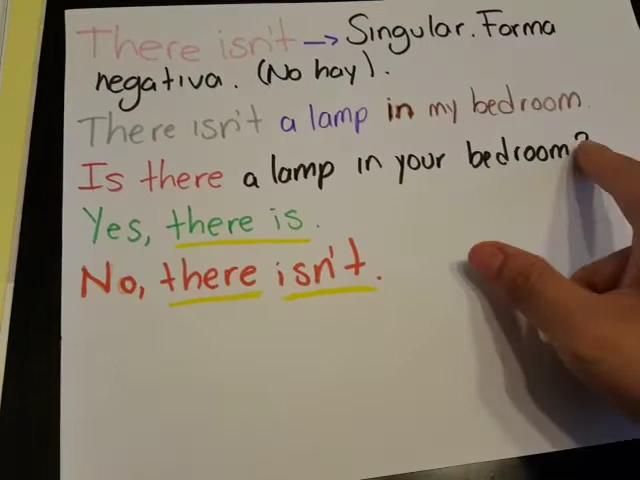 There isn't → Singular. Forma
negativa. (No hay).
There isn't a lamp in my bedroom.
Is there a lamp in your bedroom?
Yes, there is.
No, there isn't.